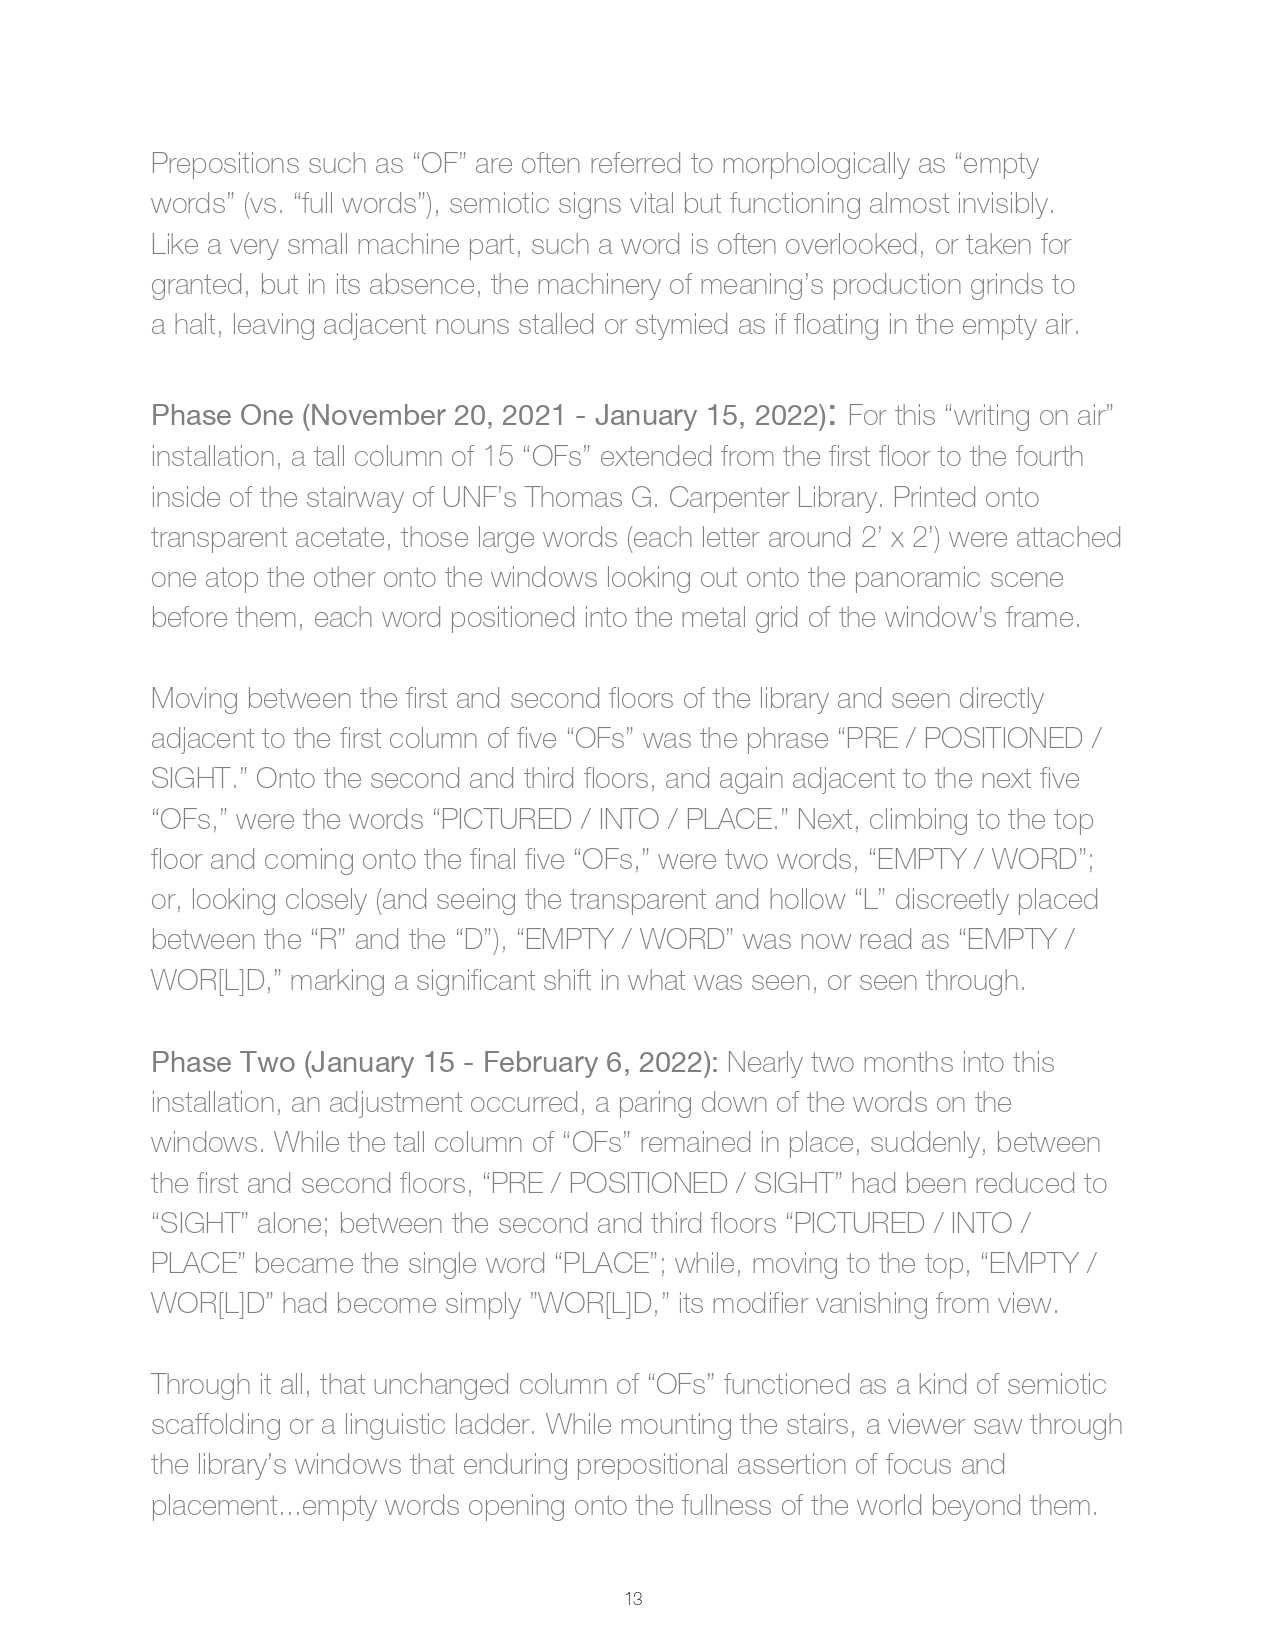 Prepositions such as “OF” are often referred to morphologically as “empty
words” (vs. “full words”), semiotic signs vital but functioning almost invisibly.
Like a very small machine part, such a word is often overlooked, or taken for
granted, but in its absence, the machinery of meaning’s production grinds to
a halt, leaving adjacent nouns stalled or stymied as if floating in the empty air.
Phase One (November 20, 2021 - January 15, 2022): For this “writing on air”
installation, a tall column of 15 “OFs” extended from the first floor to the fourth
inside of the stairway of UNF’s Thomas G. Carpenter Library. Printed onto
transparent acetate, those large words (each letter around 2’ x 2’) were attached
one atop the other onto the windows looking out onto the panoramic scene
before them, each word positioned into the metal grid of the window’s frame.
Moving between the first and second floors of the library and seen directly
adjacent to the first column of five “OFs” was the phrase “PRE / POSITIONED /
SIGHT.” Onto the second and third floors, and again adjacent to the next five
“OFs,” were the words “PICTURED / INTO / PLACE.” Next, climbing to the top
floor and coming onto the final five “OFs,” were two words, “EMPTY / WORD”;
or, looking closely (and seeing the transparent and hollow “L” discreetly placed
between the “R” and the “D”), “EMPTY / WORD” was now read as “EMPTY /
WOR[L]D,” marking a significant shift in what was seen, or seen through.
Phase Two (January 15 - February 6, 2022): Nearly two months into this
installation, an adjustment occurred, a paring down of the words on the
windows. While the tall column of “OFs” remained in place, suddenly, between
the first and second floors, “PRE / POSITIONED / SIGHT” had been reduced to
“SIGHT” alone; between the second and third floors “PICTURED / INTO /
PLACE” became the single word “PLACE”; while, moving to the top, “EMPTY /
WOR[L]D” had become simply ”WOR[L]D,” its modifier vanishing from view.
Through it all, that unchanged column of “OFs” functioned as a kind of semiotic
scaffolding or a linguistic ladder. While mounting the stairs, a viewer saw through
the library’s windows that enduring prepositional assertion of focus and
placement...empty words opening onto the fullness of the world beyond them.
13